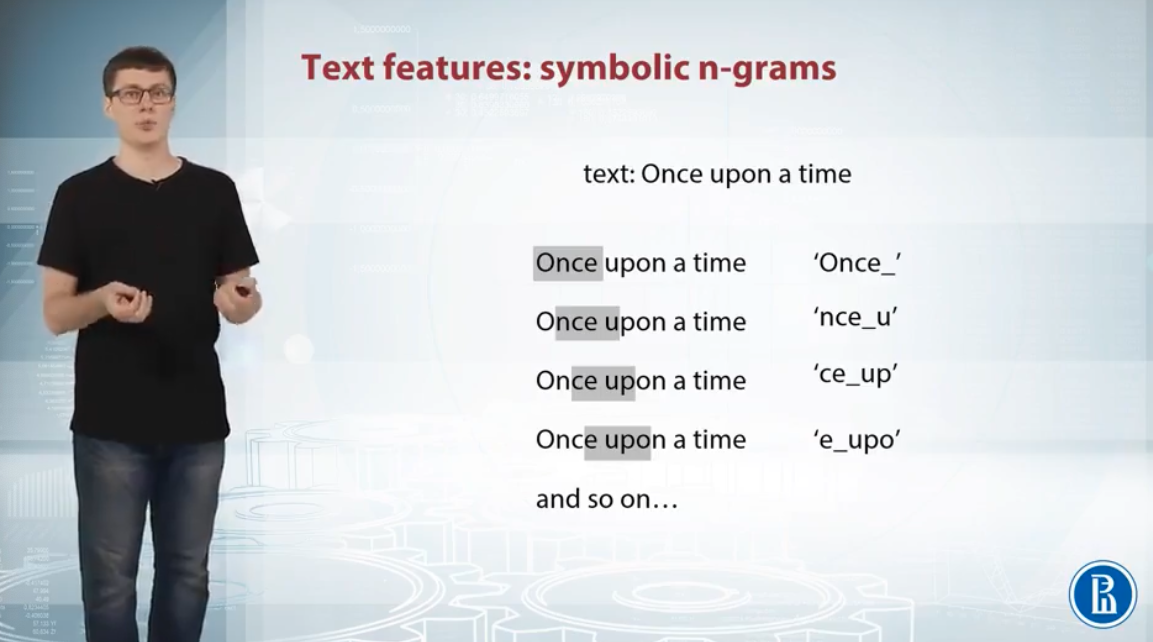 Text features: symbolic n-grams
text: Once upon a time
Once upon a time ‘Once_’
Once upon a time ‘nce_u’
Once upon a time ‘ce_up’
Once upon a time ‘e_upo’
and so on…